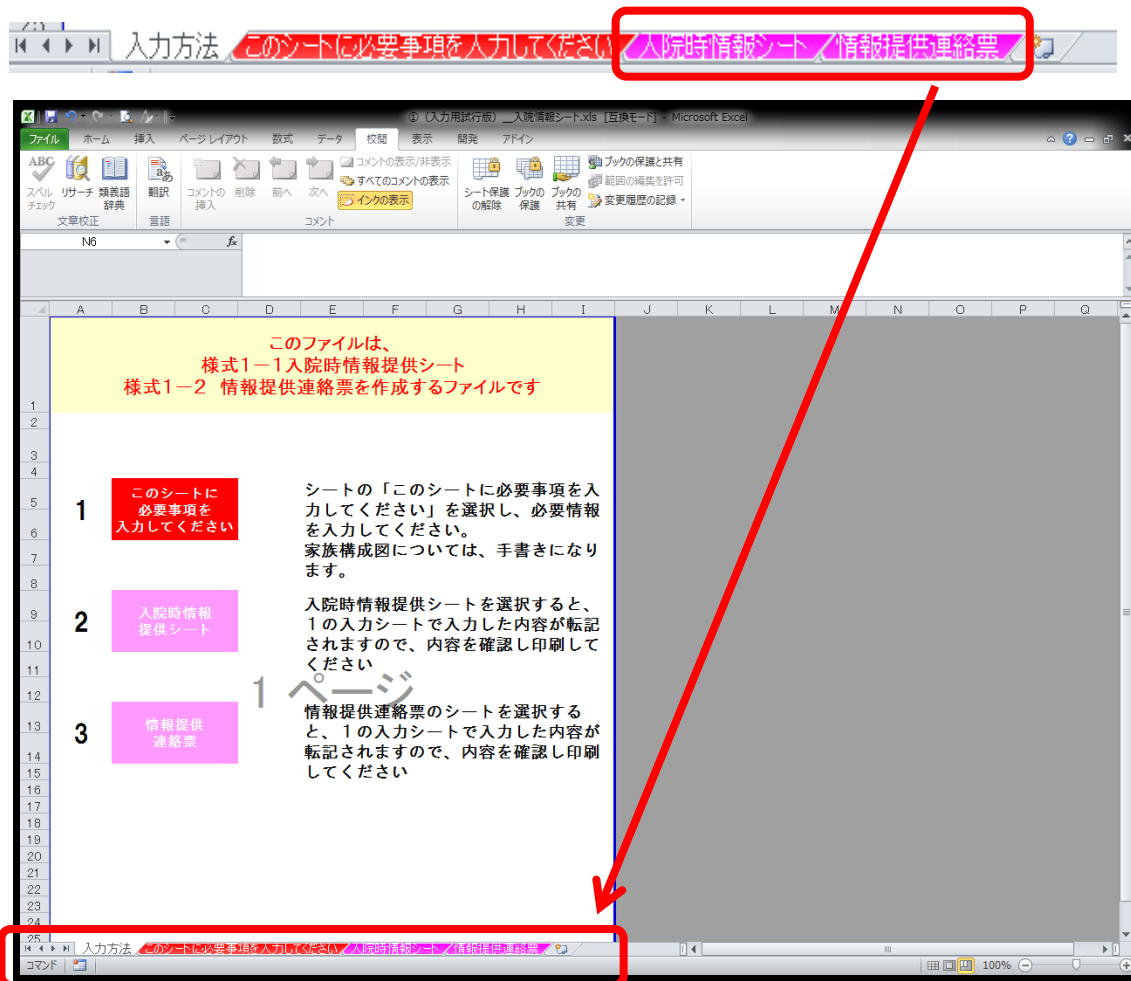 入力方法 このシートに必要事項を入力してください 入院時情報シート 情報提供連絡票
① (入力用試行版) __入院情報シート.xls [互換モード] - Microsoft Excel
ファイル ホーム 挿入 ページ レイアウト 数式 データ 校閲 表示 開発 アドイン
スペル チェック
リサーチ
類義語 辞典
文章校正
翻訳
言語
コメントの 挿入
削除
前へ
次へ
コメントの表示/非表示
すべてのコメントの表示
インクの表示
コメント
シート保護 の解除
ブックの 保護
ブックの 共有
ブックの保護と共有
範囲の編集を許可
変更履歴の記録
変更
N6
fx
A B C D E F G H I J K L M N O P Q
このファイルは、
様式1-1入院時情報提供シート
様式1-2 情報提供連絡票を作成するファイルです
1
このシートに
必要事項を
入力してください
シートの「このシートに必要事項を入
力してください」を選択し、必要情報
を入力してください。
家族構成図については、手書きになり
ます。
2
入院時情報
提供シート
入院時情報提供シートを選択すると、
1の入力シートで入力した内容が転記
されますので、内容を確認し印刷して
ください
1 ページ
3
情報提供
連絡票
情報提供連絡票のシートを選択する
と、1の入力シートで入力した内容が
転記されますので、内容を確認し印刷
してください
1
2
3
4
5
6
7
8
9
10
11
12
13
14
15
16
17
18
19
20
21
22
23
24
25
入力方法 このシートに必要事項を入力してください 入院時情報シート 情報提供連絡票
コマンド
100%